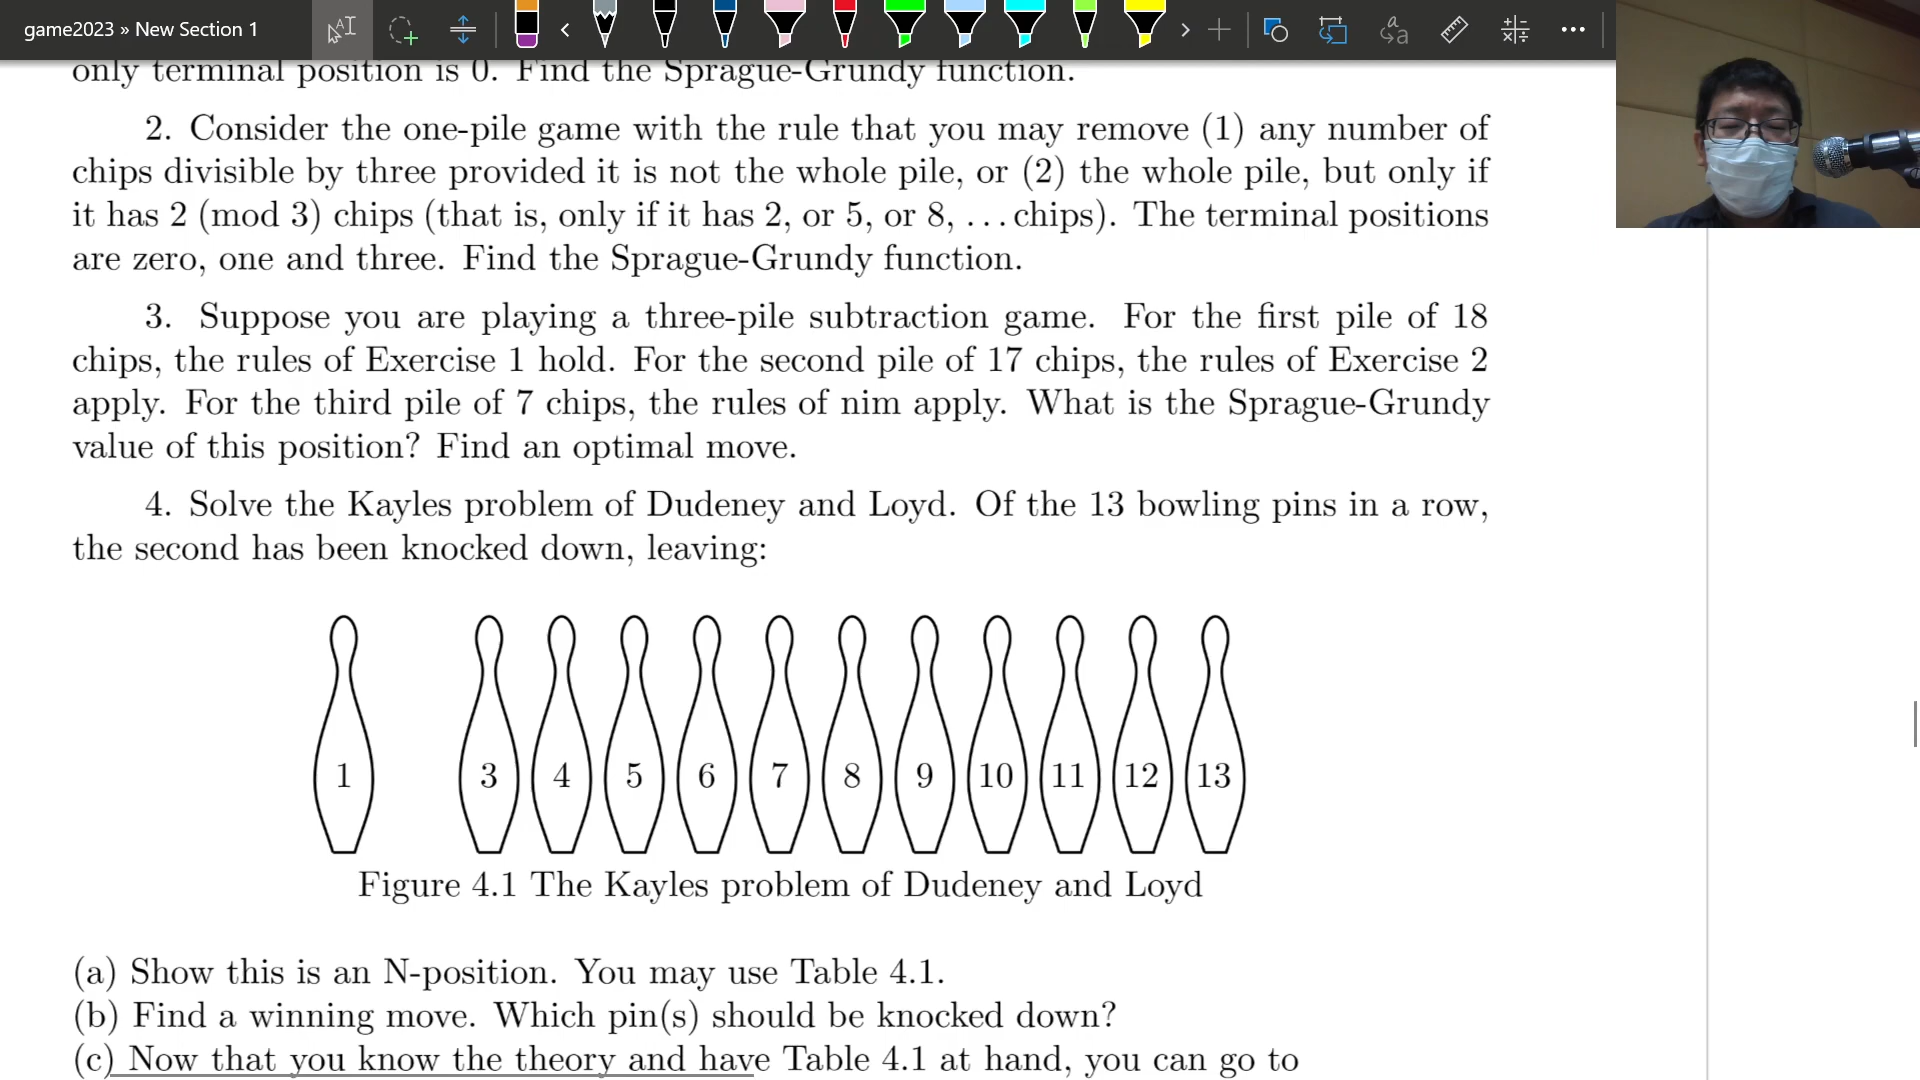 game2023 » New Section 1
only terminal position is 0. Find the Sprague-Grundy function.
2. Consider the one-pile game with the rule that you may remove (1) any number of
chips divisible by three provided it is not the whole pile, or (2) the whole pile, but only if
it has 2 (mod 3) chips (that is, only if it has 2, or 5, or 8, ... chips). The terminal positions
are zero, one and three. Find the Sprague-Grundy function.
3. Suppose you are playing a three-pile subtraction game. For the first pile of 18
chips, the rules of Exercise 1 hold. For the second pile of 17 chips, the rules of Exercise 2
apply. For the third pile of 7 chips, the rules of nim apply. What is the Sprague-Grundy
value of this position? Find an optimal move.
4. Solve the Kayles problem of Dudeney and Loyd. Of the 13 bowling pins in a row,
the second has been knocked down, leaving:
1 3 4 5 6 7 8 9 10 11 12 13
Figure 4.1 The Kayles problem of Dudeney and Loyd
(a) Show this is an N-position. You may use Table 4.1.
(b) Find a winning move. Which pin(s) should be knocked down?
(c) Now that you know the theory and have Table 4.1 at hand, you can go to